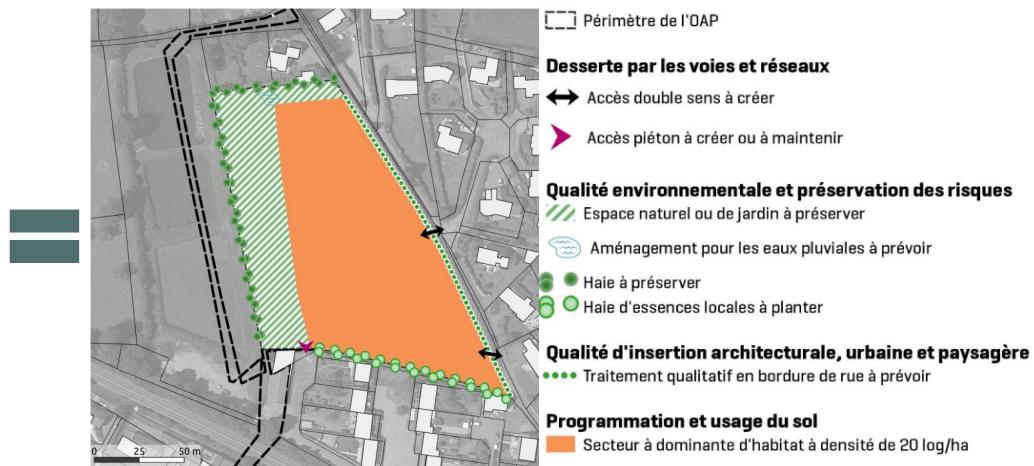 Périmètre de l'OAP
Desserte par les voies et réseaux
Accès double sens à créer
Accès piéton à créer ou à maintenir
Qualité environnementale et préservation des risques
Espace naturel ou de jardin à préserver
Aménagement pour les eaux pluviales à prévoir
Haie à préserver
Haie d'essences locales à planter
Qualité d'insertion architecturale, urbaine et paysagère
Traitement qualitatif en bordure de rue à prévoir
Programmation et usage du sol
Secteur à dominante d'habitat à densité de 20 log/ha
0 25 50 m